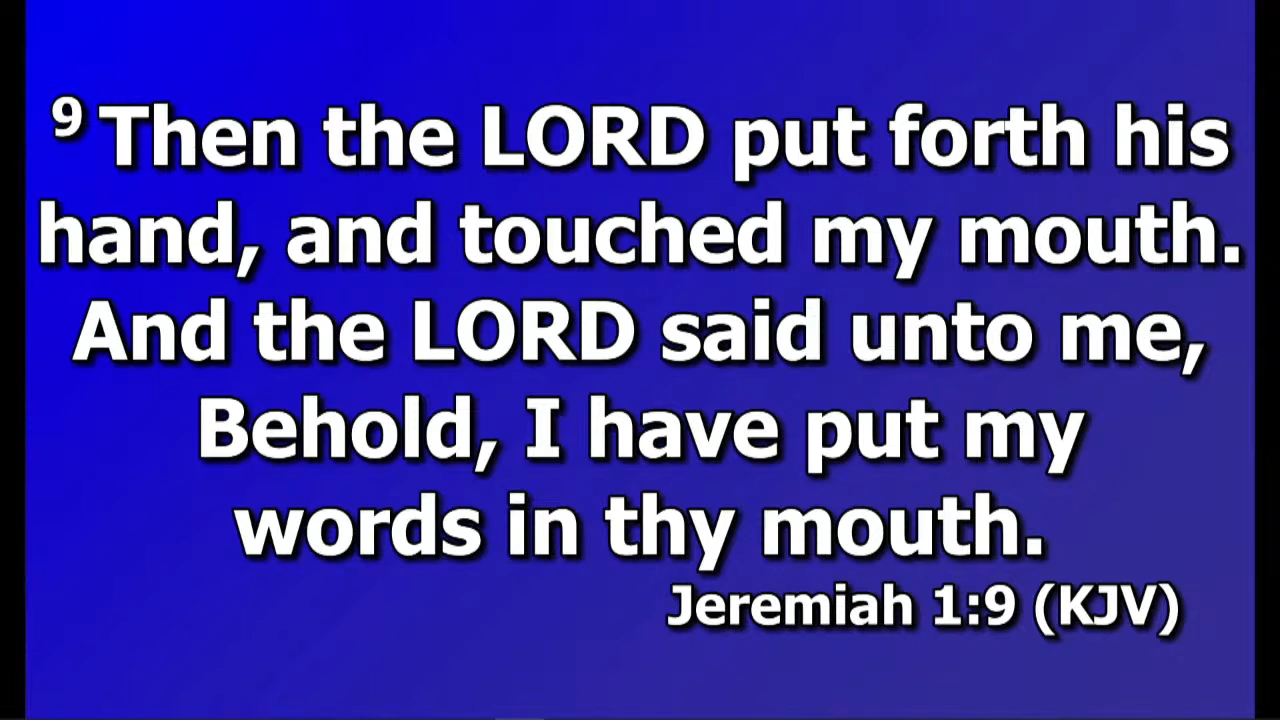 9 Then the LORD put forth his
hand, and touched my mouth.
And the LORD said unto me,
Behold, I have put my
words in thy mouth.
Jeremiah 1:9 (KJV)